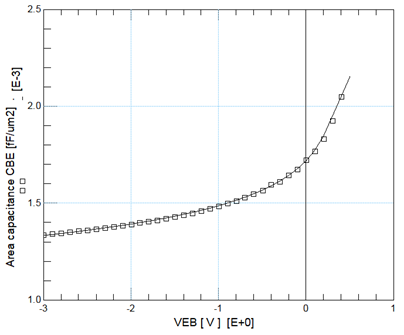 2.5
2.0
1.5
1.0
Area capacitance CBE [fF/um2] . [E-3]
-3 -2 -1 0 1
VEB [ V ] [E+0]